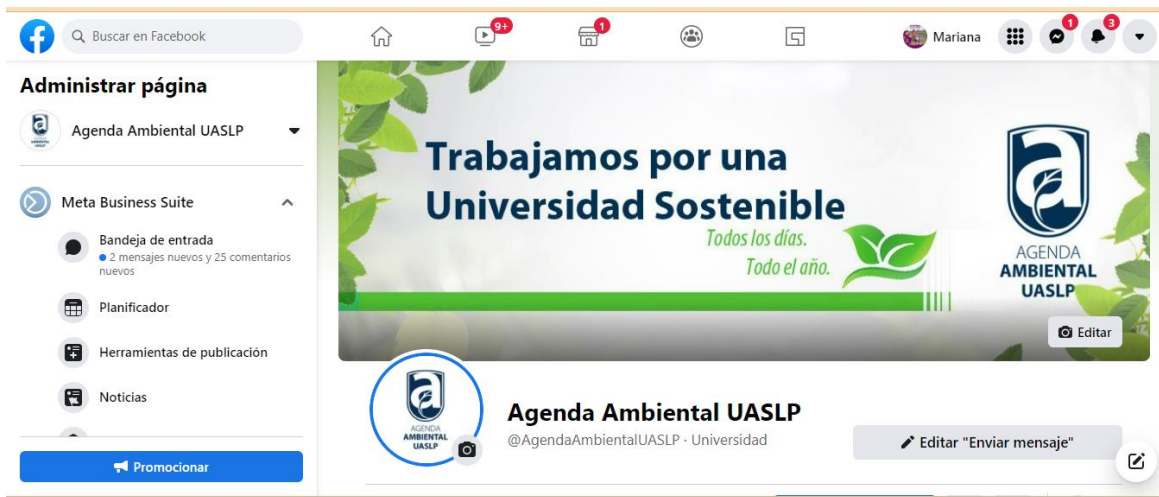 Buscar en Facebook
9+
1
Mariana
1
3
Administrar página
Agenda Ambiental UASLP
Meta Business Suite
Bandeja de entrada
2 mensajes nuevos y 25 comentarios
nuevos
Planificador
Herramientas de publicación
Noticias
Promocionar
Trabajamos por una
Universidad Sostenible
Todos los días.
Todo el año.
AGENDA
AMBIENTAL
UASLP
Editar
AGENDA
AMBIENTAL
UASLP
Agenda Ambiental UASLP
@AgendaAmbientalUASLP · Universidad
Editar "Enviar mensaje"